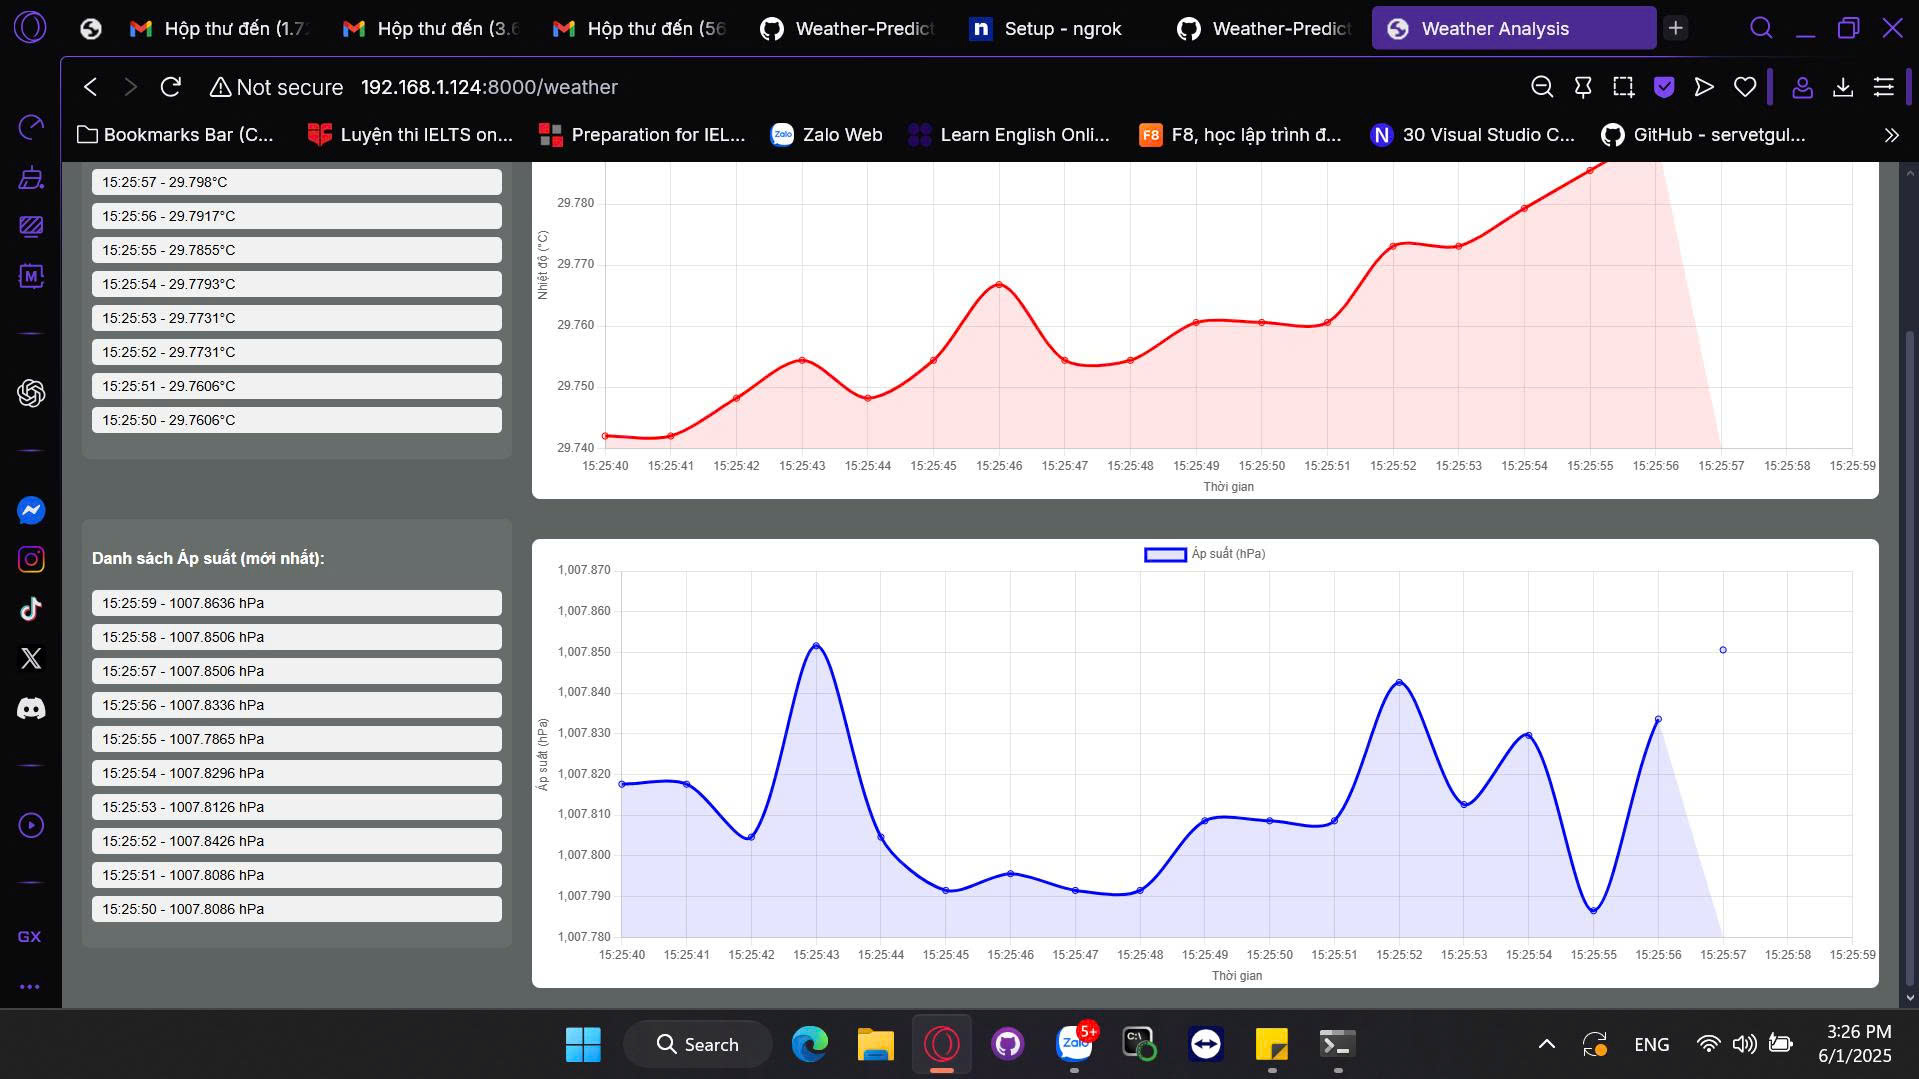 Hộp thư đến (1.7
Hộp thư đến (3.6
Hộp thư đến (56
Weather-Predict
Setup - ngrok
Weather-Predict
Weather Analysis
Not secure
192.168.1.124:8000/weather
Bookmarks Bar (C...
Luyện thi IELTS on...
Preparation for IEL...
Zalo Web
Learn English Onli...
F8, học lập trình đ...
30 Visual Studio C...
GitHub - servetgul...
15:25:57 - 29.798°C
15:25:56 - 29.7917°C
15:25:55 - 29.7855°C
15:25:54 - 29.7793°C
15:25:53 - 29.7731°C
15:25:52 - 29.7731°C
15:25:51 - 29.7606°C
15:25:50 - 29.7606°C
Nhiệt độ (°C)
29.780
29.770
29.760
29.750
29.740
15:25:40 15:25:41 15:25:42 15:25:43 15:25:44 15:25:45 15:25:46 15:25:47 15:25:48 15:25:49 15:25:50 15:25:51 15:25:52 15:25:53 15:25:54 15:25:55 15:25:56 15:25:57 15:25:58 15:25:59
Thời gian
Danh sách Áp suất (mới nhất):
15:25:59 - 1007.8636 hPa
15:25:58 - 1007.8506 hPa
15:25:57 - 1007.8506 hPa
15:25:56 - 1007.8336 hPa
15:25:55 - 1007.7865 hPa
15:25:54 - 1007.8296 hPa
15:25:53 - 1007.8126 hPa
15:25:52 - 1007.8426 hPa
15:25:51 - 1007.8086 hPa
15:25:50 - 1007.8086 hPa
Áp suất (hPa)
Áp suất (hPa)
1,007.870
1,007.860
1,007.850
1,007.840
1,007.830
1,007.820
1,007.810
1,007.800
1,007.790
1,007.780
15:25:40 15:25:41 15:25:42 15:25:43 15:25:44 15:25:45 15:25:46 15:25:47 15:25:48 15:25:49 15:25:50 15:25:51 15:25:52 15:25:53 15:25:54 15:25:55 15:25:56 15:25:57 15:25:58 15:25:59
Thời gian
GX
Search
Zalo
5+
ENG
3:26 PM
6/1/2025